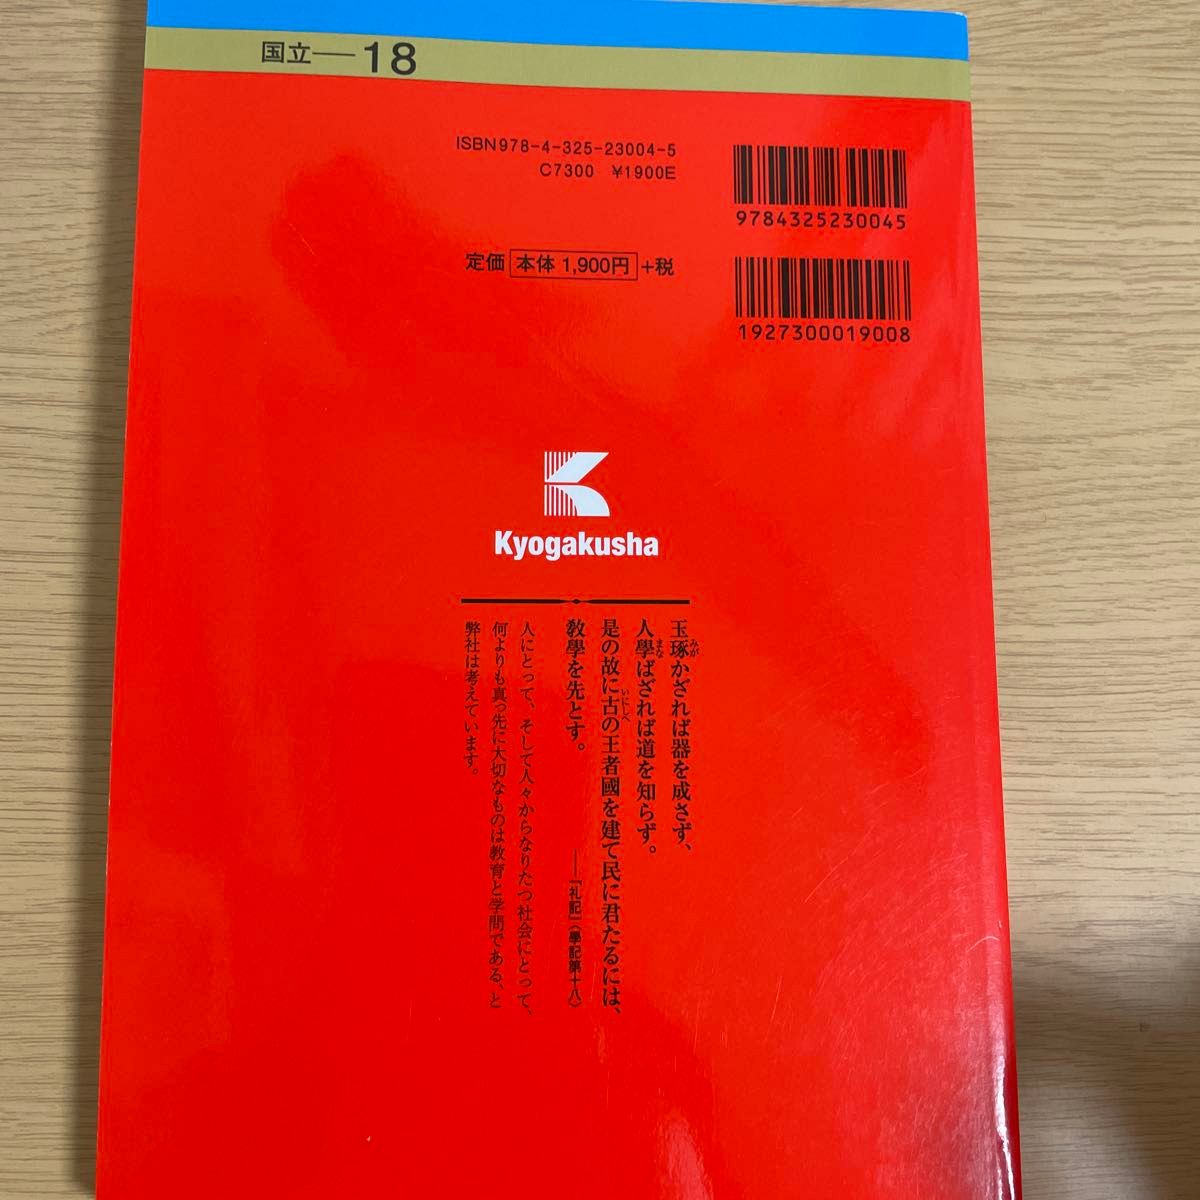 国立―18
ISBN978-4-325-23004-5
C7300 ¥1900E
9784325230045
定価 本体 1,900円 +税
1927300019008
Kyogakusha
玉琢かざれば器を成さず、
人學ばざれば道を知らず。
是の故に古の王者國を建て民に君たるには、
教學を先とす。
――『礼記』〈學記第十八〉
人にとって、そして人々からなりたつ社会にとって、
何よりも真っ先に大切なものは教育と学問である、と
弊社は考えています。